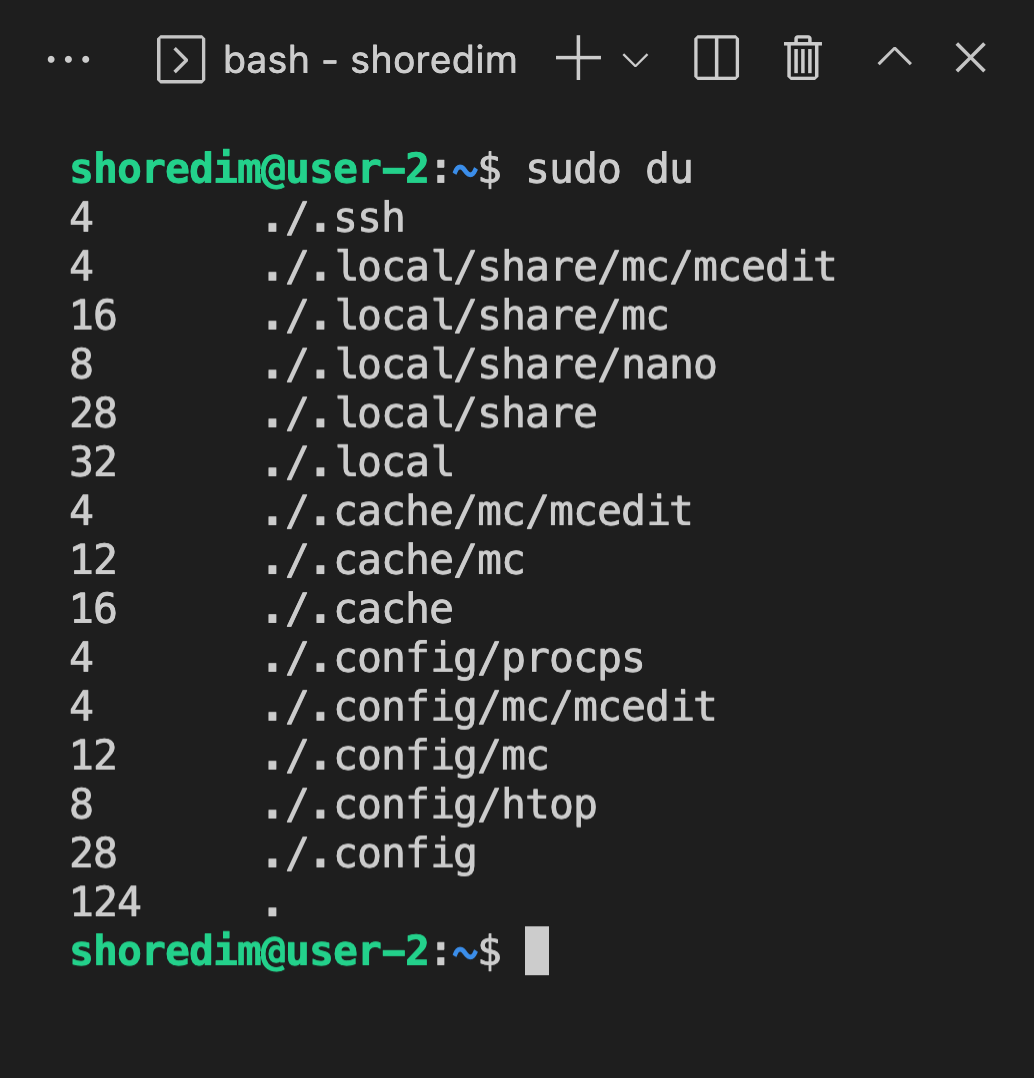 bash - shoredim
shoredim@user-2:~$ sudo du
4 ./.ssh
4 ./.local/share/mc/mcedit
16 ./.local/share/mc
8 ./.local/share/nano
28 ./.local/share
32 ./.local
4 ./.cache/mc/mcedit
12 ./.cache/mc
16 ./.cache
4 ./.config/procps
4 ./.config/mc/mcedit
12 ./.config/mc
8 ./.config/htop
28 ./.config
124 .
shoredim@user-2:~$